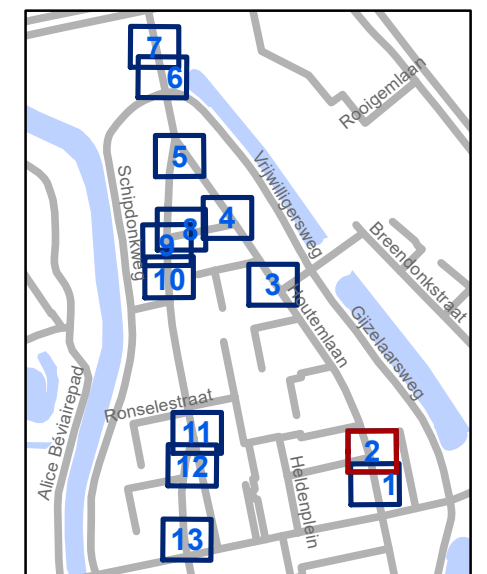 7
6
Rooigemlaan
5
Schipdonkweg
Vrijwilligersweg
4
8
9
Breendonkstraat
10
3
Houtemlaan
Gijzelaarsweg
Alice Béviairepad
Ronselestraat
11
2
12
Heldenplein
1
13